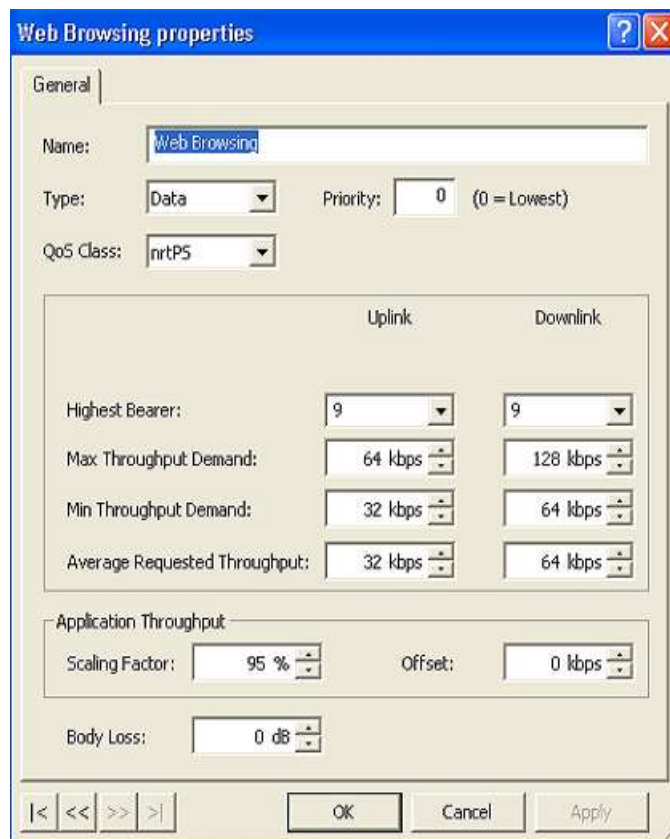 Web Browsing properties
General
Name: Web Browsing
Type: Data Priority: 0 (0 = Lowest)
QoS Class: nrtPS
Uplink Downlink
Highest Bearer: 9 9
Max Throughput Demand: 64 kbps 128 kbps
Min Throughput Demand: 32 kbps 64 kbps
Average Requested Throughput: 32 kbps 64 kbps
Application Throughput
Scaling Factor: 95 % Offset: 0 kbps
Body Loss: 0 dB
|< << >> >| OK Cancel Apply